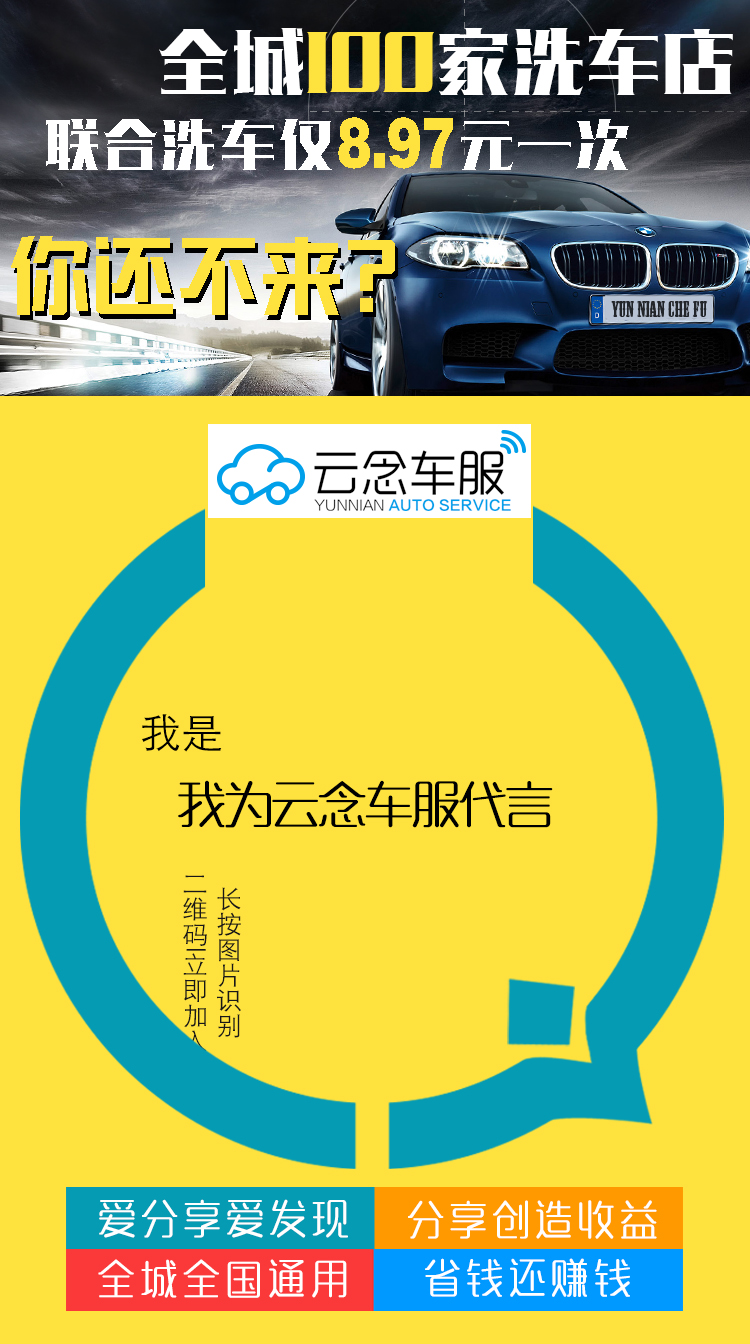 全城100家洗车店
联合洗车仅8.97元一次
你还不来?
YUN NIAN CHE FU
云念车服
YUNNIAN AUTO SERVICE
我是
我为云念车服代言
长按图片识别
二维码立即加入
爱分享爱发现
分享创造收益
全城全国通用
省钱还赚钱